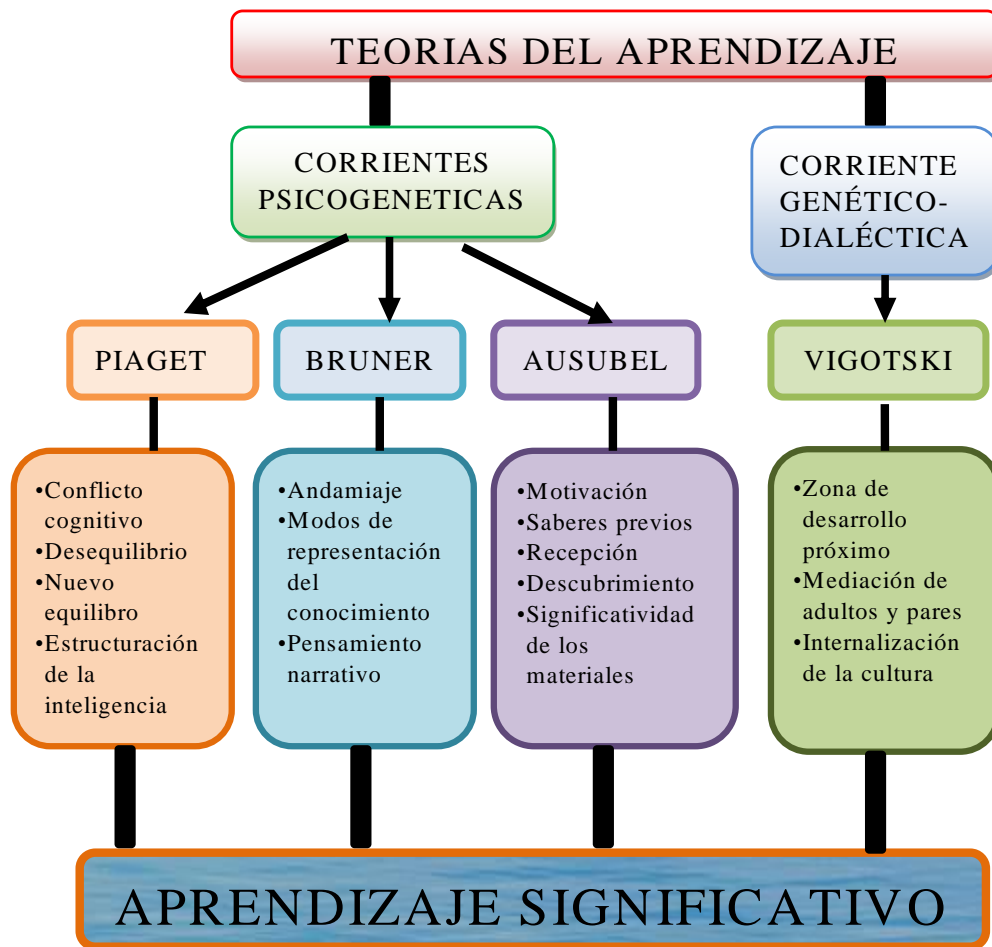 TEORIAS DEL APRENDIZAJE
CORRIENTES
PSICOGENETICAS
CORRIENTE
GENÉTICO-
DIALÉCTICA
PIAGET
BRUNER
AUSUBEL
VIGOTSKI
•Conflicto
cognitivo
•Desequilibrio
•Nuevo
equilibro
•Estructuración
de la
inteligencia
•Andamiaje
•Modos de
representación
del
conocimiento
•Pensamiento
narrativo
•Motivación
•Saberes previos
•Recepción
•Descubrimiento
•Significatividad
de los
materiales
•Zona de
desarrollo
próximo
•Mediación de
adultos y pares
•Internalización
de la cultura
APRENDIZAJE SIGNIFICATIVO